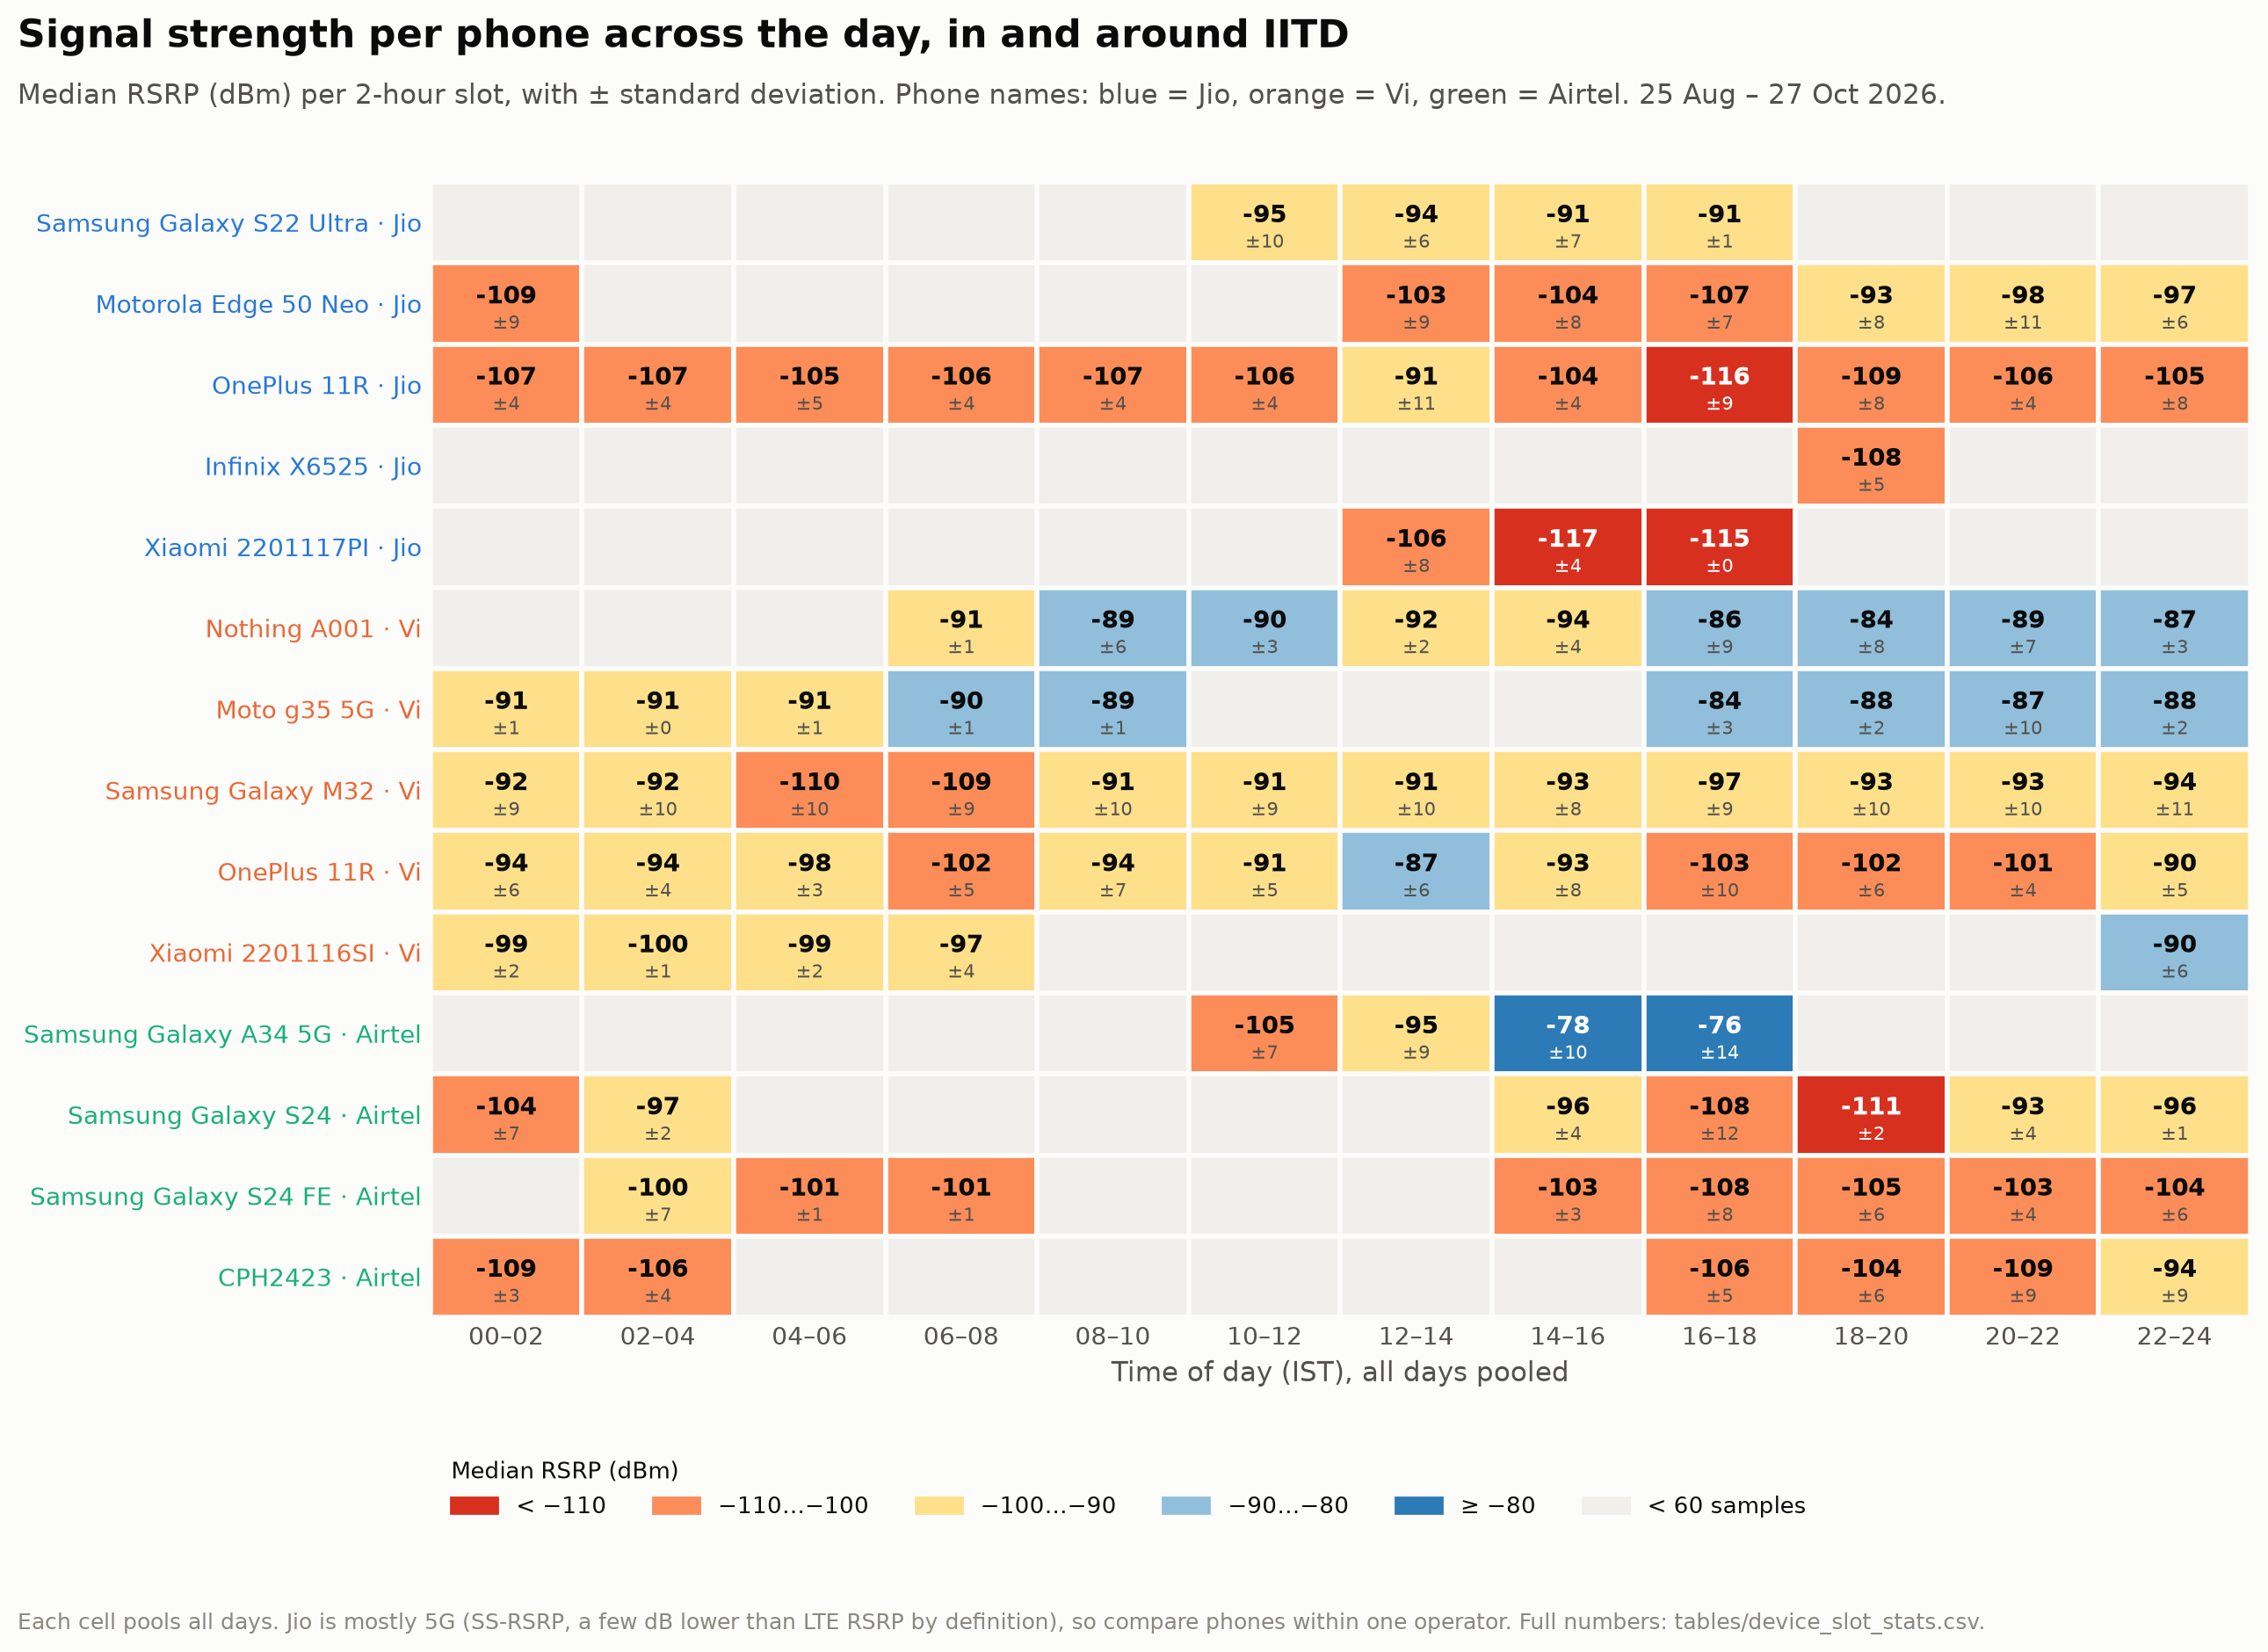 Signal strength per phone across the day, in and around IITD
Median RSRP (dBm) per 2-hour slot, with ± standard deviation. Phone names: blue = Jio, orange = Vi, green = Airtel. 25 Aug – 27 Oct 2026.
Samsung Galaxy S22 Ultra · Jio -95 -94 -91 -91
±10 ±6 ±7 ±1
Motorola Edge 50 Neo · Jio -109 -103 -104 -107 -93 -98 -97
±9 ±9 ±8 ±7 ±8 ±11 ±6
OnePlus 11R · Jio -107 -107 -105 -106 -107 -106 -91 -104 -116 -109 -106 -105
±4 ±4 ±5 ±4 ±4 ±4 ±11 ±4 ±9 ±8 ±4 ±8
Infinix X6525 · Jio -108
±5
Xiaomi 2201117PI · Jio -106 -117 -115
±8 ±4 ±0
Nothing A001 · Vi -91 -89 -90 -92 -94 -86 -84 -89 -87
±1 ±6 ±3 ±2 ±4 ±9 ±8 ±7 ±3
Moto g35 5G · Vi -91 -91 -91 -90 -89 -84 -88 -87 -88
±1 ±0 ±1 ±1 ±1 ±3 ±2 ±10 ±2
Samsung Galaxy M32 · Vi -92 -92 -110 -109 -91 -91 -91 -93 -97 -93 -93 -94
±9 ±10 ±10 ±9 ±10 ±9 ±10 ±8 ±9 ±10 ±10 ±11
OnePlus 11R · Vi -94 -94 -98 -102 -94 -91 -87 -93 -103 -102 -101 -90
±6 ±4 ±3 ±5 ±7 ±5 ±6 ±8 ±10 ±6 ±4 ±5
Xiaomi 2201116SI · Vi -99 -100 -99 -97 -90
±2 ±1 ±2 ±4 ±6
Samsung Galaxy A34 5G · Airtel -105 -95 -78 -76
±7 ±9 ±10 ±14
Samsung Galaxy S24 · Airtel -104 -97 -96 -108 -111 -93 -96
±7 ±2 ±4 ±12 ±2 ±4 ±1
Samsung Galaxy S24 FE · Airtel -100 -101 -101 -103 -108 -105 -103 -104
±7 ±1 ±1 ±3 ±8 ±6 ±4 ±6
CPH2423 · Airtel -109 -106 -106 -104 -109 -94
±3 ±4 ±5 ±6 ±9 ±9
00–02 02–04 04–06 06–08 08–10 10–12 12–14 14–16 16–18 18–20 20–22 22–24
Time of day (IST), all days pooled
Median RSRP (dBm)
< −110 −110…−100 −100…−90 −90…−80 ≥ −80 < 60 samples
Each cell pools all days. Jio is mostly 5G (SS-RSRP, a few dB lower than LTE RSRP by definition), so compare phones within one operator. Full numbers: tables/device_slot_stats.csv.